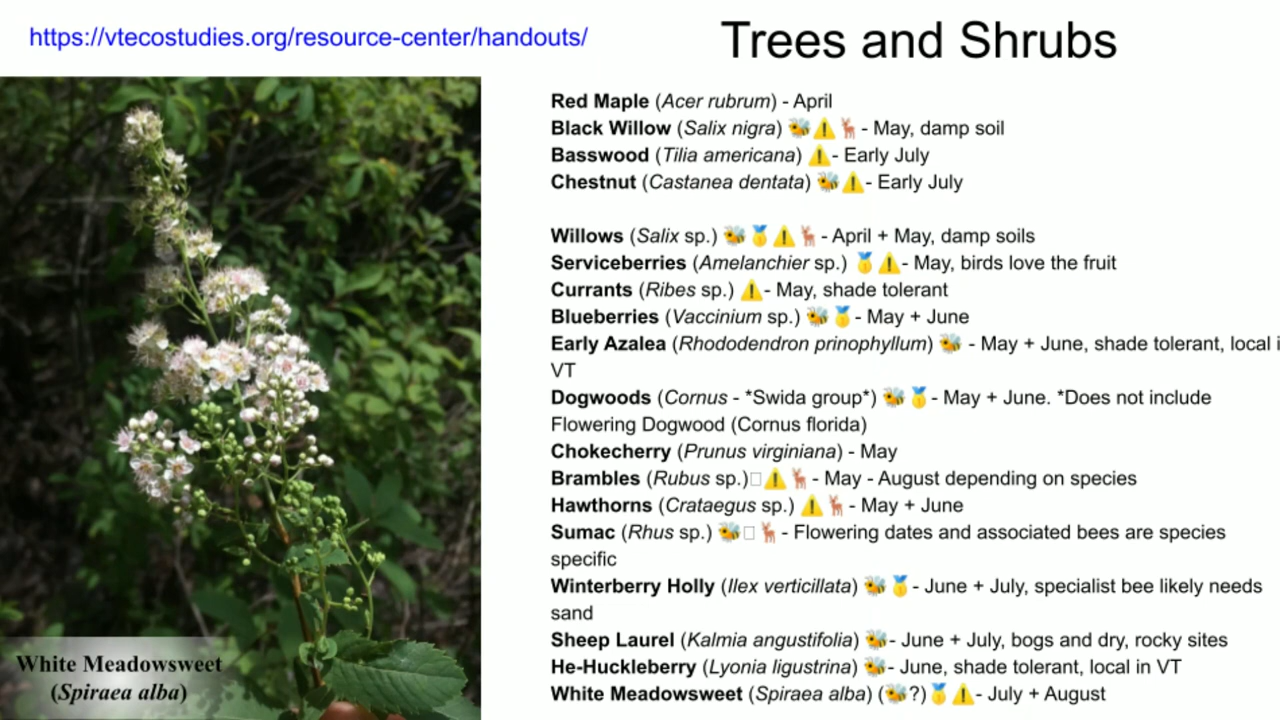 https://vtecostudies.org/resource-center/handouts/
Trees and Shrubs
Red Maple (Acer rubrum) - April
Black Willow (Salix nigra) 🐝⚠️🦌 - May, damp soil
Basswood (Tilia americana) ⚠️- Early July
Chestnut (Castanea dentata) 🐝⚠️- Early July
Willows (Salix sp.) 🐝🥇⚠️🦌 - April + May, damp soils
Serviceberries (Amelanchier sp.) 🥇⚠️- May, birds love the fruit
Currants (Ribes sp.) ⚠️- May, shade tolerant
Blueberries (Vaccinium sp.) 🐝🥇- May + June
Early Azalea (Rhododendron prinophyllum) 🐝 - May + June, shade tolerant, local i
VT
Dogwoods (Cornus - *Swida group*) 🐝🥇- May + June. *Does not include
Flowering Dogwood (Cornus florida)
Chokecherry (Prunus virginiana) - May
Brambles (Rubus sp.)□⚠️🦌 - May - August depending on species
Hawthorns (Crataegus sp.) ⚠️🦌 - May + June
Sumac (Rhus sp.) 🐝□🦌 - Flowering dates and associated bees are species
specific
Winterberry Holly (Ilex verticillata) 🐝🥇- June + July, specialist bee likely needs
sand
Sheep Laurel (Kalmia angustifolia) 🐝- June + July, bogs and dry, rocky sites
He-Huckleberry (Lyonia ligustrina) 🐝- June, shade tolerant, local in VT
White Meadowsweet (Spiraea alba) (🐝?)🥇⚠️- July + August
White Meadowsweet
(Spiraea alba)